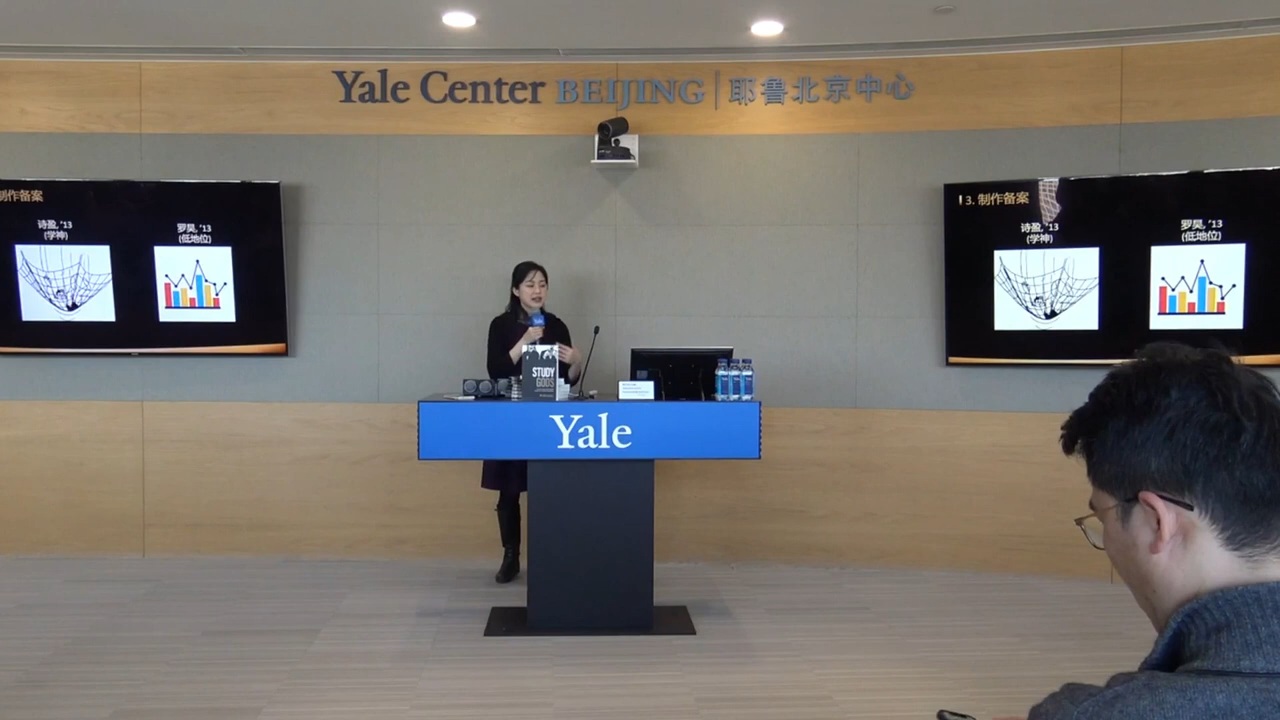 Yale Center BEIJING | 耶鲁北京中心
制作备案
诗盈, '13
(学神)
罗昊, '13
(低地位)
3. 制作备案
诗盈, '13
(学神)
罗昊, '13
(低地位)
Yale
STUDY
GODS
Yale